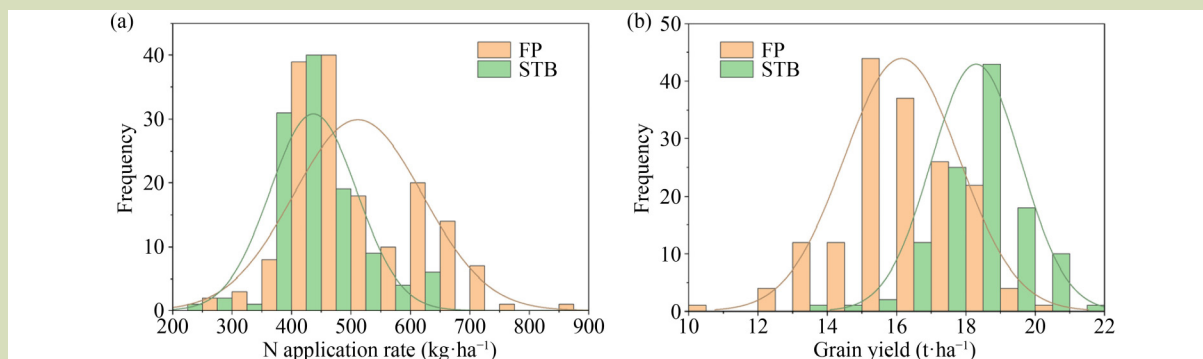 (a)
FP
STB
Frequency
40
30
20
10
0
200 300 400 500 600 700 800 900
N application rate (kg·ha⁻¹)
(b)
FP
STB
Frequency
50
40
30
20
10
0
10 12 14 16 18 20 22
Grain yield (t·ha⁻¹)